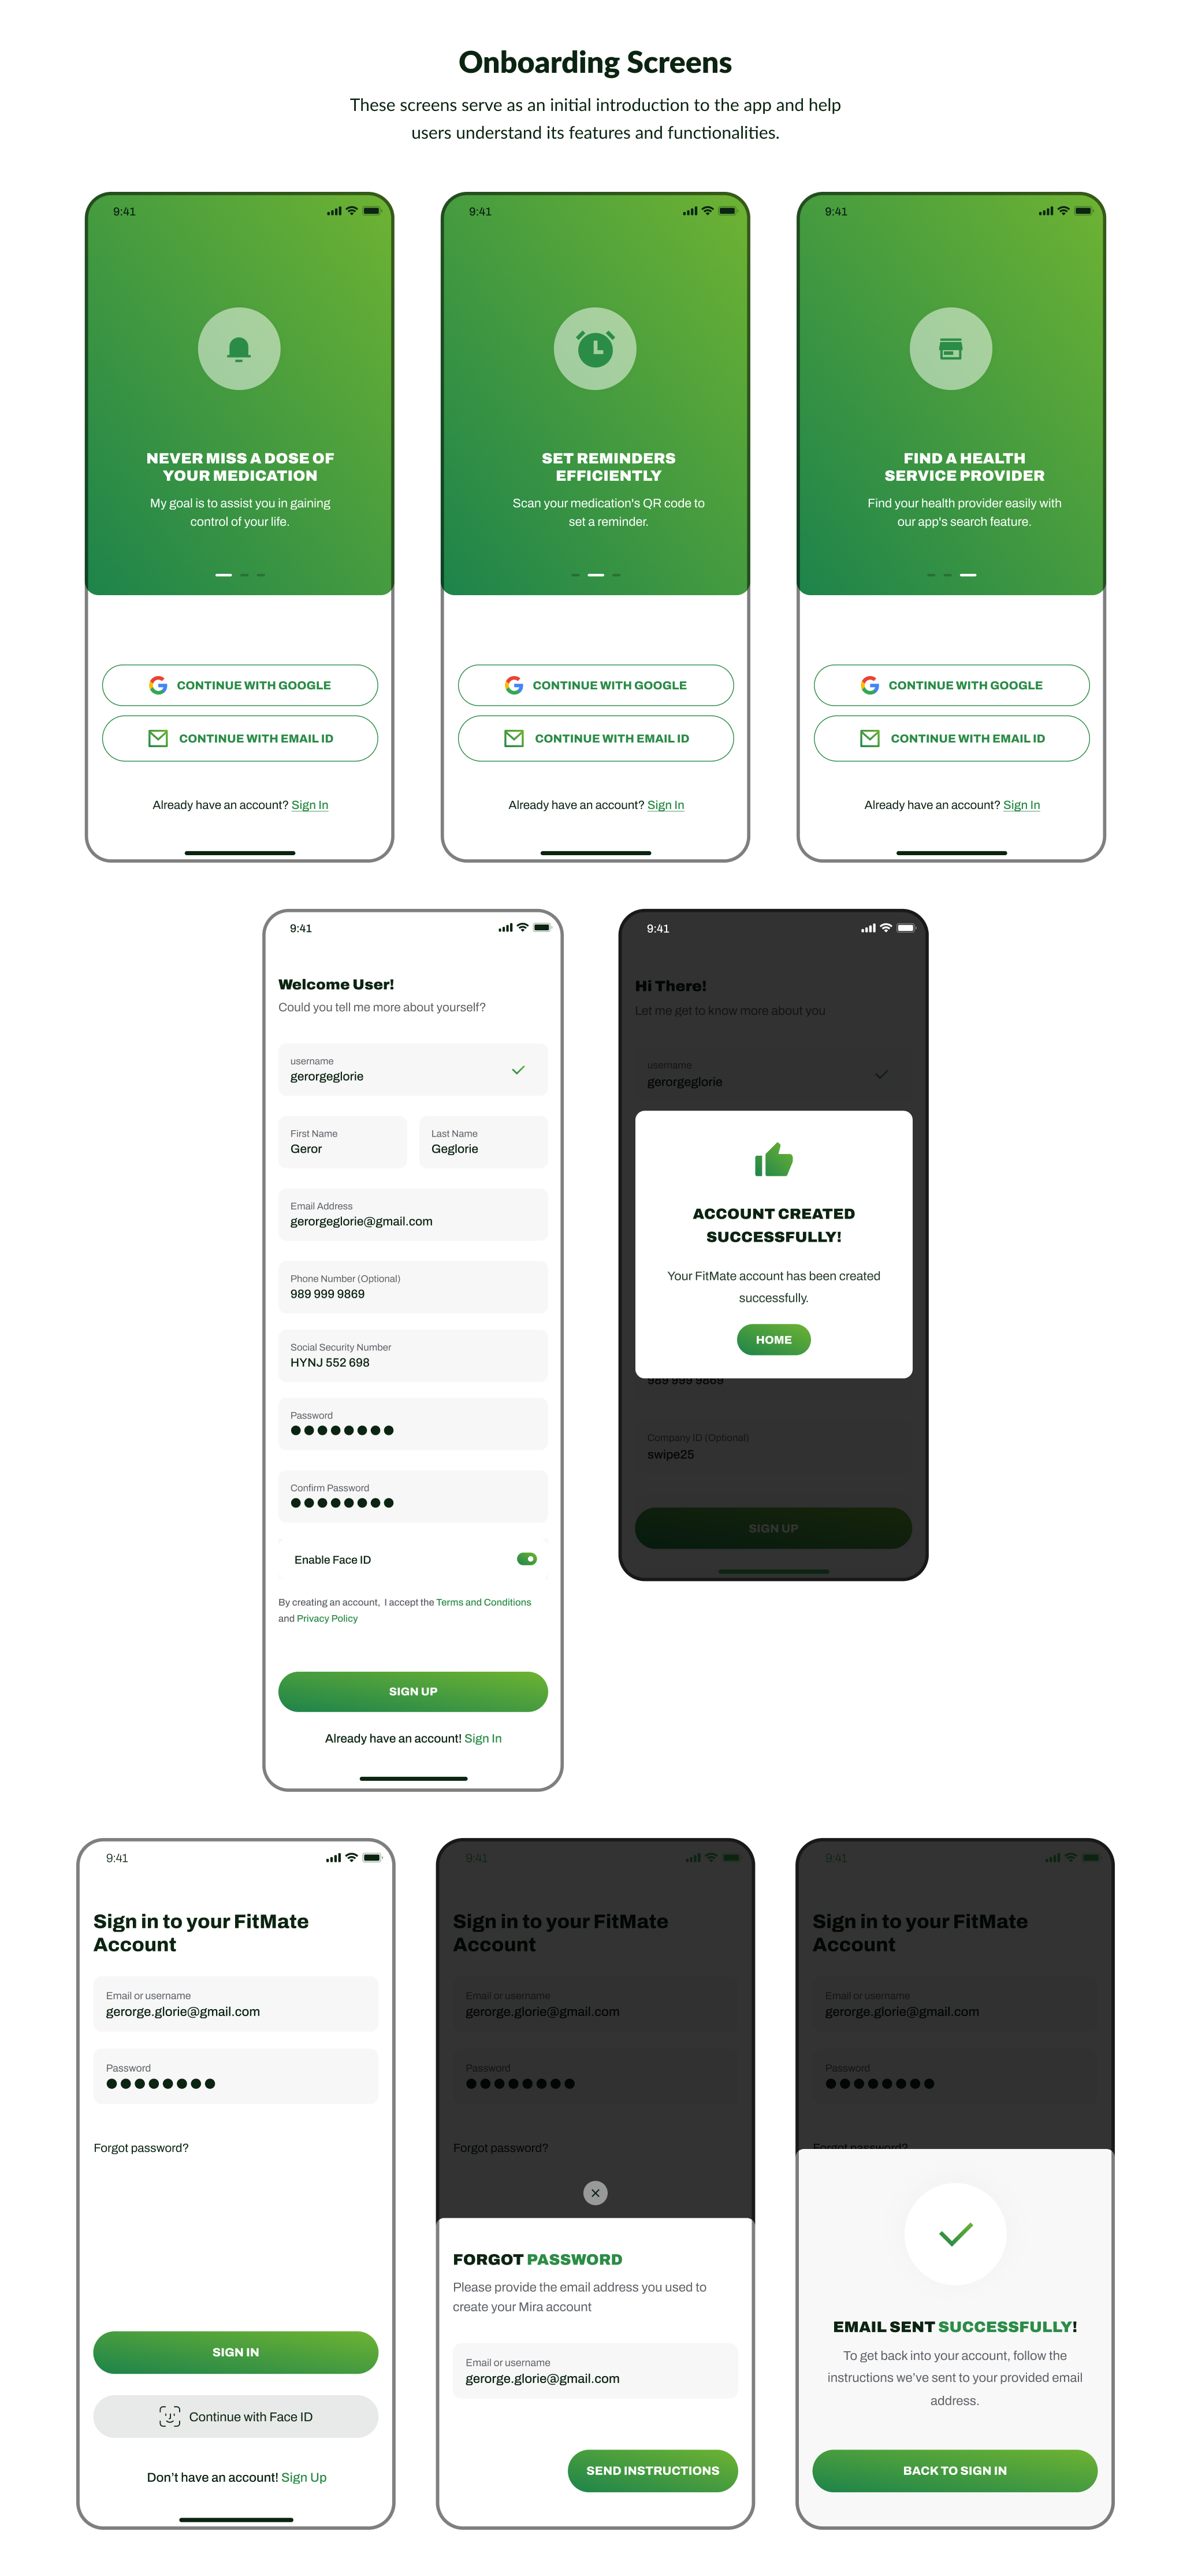 Onboarding Screens
These screens serve as an initial introduction to the app and help
users understand its features and functionalities.
9:41
NEVER MISS A DOSE OF
YOUR MEDICATION
My goal is to assist you in gaining
control of your life.
CONTINUE WITH GOOGLE
CONTINUE WITH EMAIL ID
Already have an account? Sign In
9:41
SET REMINDERS
EFFICIENTLY
Scan your medication's QR code to
set a reminder.
CONTINUE WITH GOOGLE
CONTINUE WITH EMAIL ID
Already have an account? Sign In
9:41
FIND A HEALTH
SERVICE PROVIDER
Find your health provider easily with
our app's search feature.
CONTINUE WITH GOOGLE
CONTINUE WITH EMAIL ID
Already have an account? Sign In
9:41
Welcome User!
Could you tell me more about yourself?
username
gerorgeglorie
First Name
Geror
Last Name
Geglorie
Email Address
gerorgeglorie@gmail.com
Phone Number (Optional)
989 999 9869
Social Security Number
HYNJ 552 698
Password
Confirm Password
Enable Face ID
By creating an account, I accept the Terms and Conditions
and Privacy Policy
SIGN UP
Already have an account! Sign In
9:41
Hi There!
Let me get to know more about you
username
gerorgeglorie
ACCOUNT CREATED
SUCCESSFULLY!
Your FitMate account has been created
successfully.
HOME
989 999 9869
Company ID (Optional)
swipe25
SIGN UP
9:41
Sign in to your FitMate
Account
Email or username
gerorge.glorie@gmail.com
Password
Forgot password?
SIGN IN
Continue with Face ID
Don't have an account! Sign Up
9:41
Sign in to your FitMate
Account
Email or username
gerorge.glorie@gmail.com
Password
Forgot password?
FORGOT PASSWORD
Please provide the email address you used to
create your Mira account
Email or username
gerorge.glorie@gmail.com
SEND INSTRUCTIONS
9:41
Sign in to your FitMate
Account
Email or username
gerorge.glorie@gmail.com
Password
Forgot password?
EMAIL SENT SUCCESSFULLY!
To get back into your account, follow the
instructions we've sent to your provided email
address.
BACK TO SIGN IN